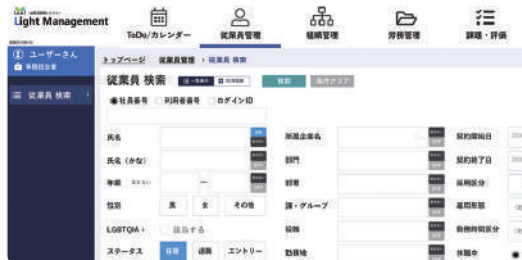 Light Management
ToDo/カレンダー
従業員管理
組織管理
労務管理
課題・評価
ユーザーさん
トップページ 従業員管理 › 従業員 検索
従業員 検索
検索
条件クリア
従業員 検索
社員番号 利用者番号 ログインID
氏名
所属企業名
契約開始日
氏名（かな）
部門
契約終了日
年齢
ー
部署
採用区分
性別 男 女 その他
課・グループ
雇用形態
LGBTQIA+ 該当する
役職
勤務時間区分
ステータス 在籍 退職 エントリー
勤務地
休職中